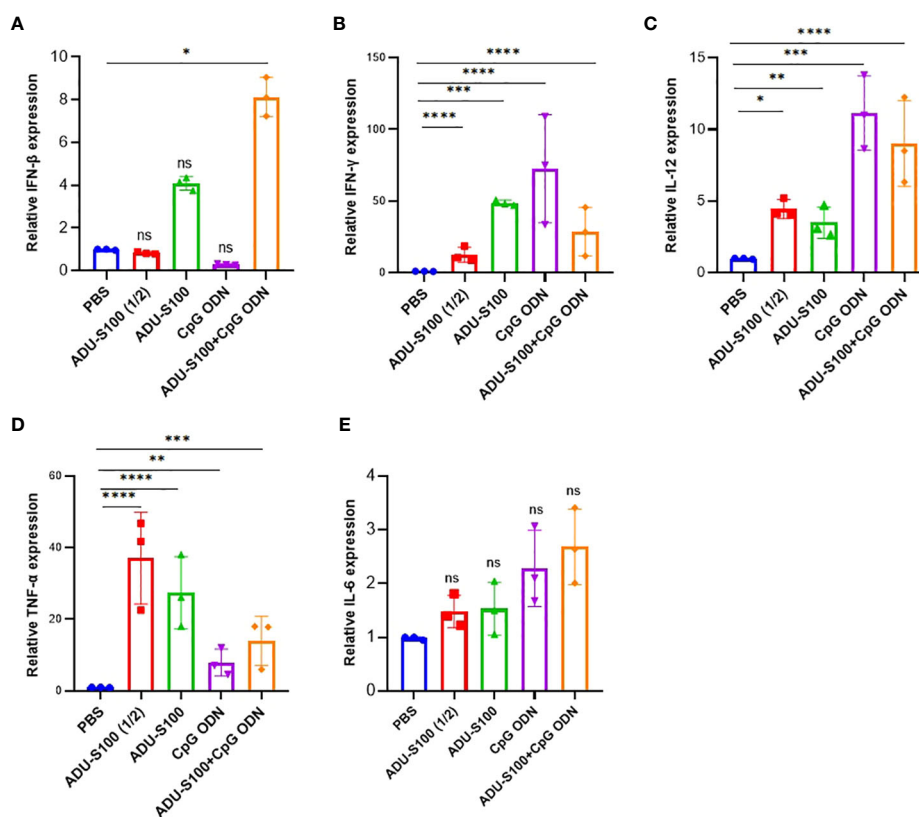 A
Relative IFN-β expression
10
8
6
4
2
0
*
ns
ns
ns
PBS
ADU-S100 (1/2)
ADU-S100
CpG ODN
ADU-S100+CpG ODN
B
Relative IFN-γ expression
150
100
50
0
****
****
***
****
PBS
ADU-S100 (1/2)
ADU-S100
CpG ODN
ADU-S100+CpG ODN
C
Relative IL-12 expression
15
10
5
0
****
***
**
*
PBS
ADU-S100 (1/2)
ADU-S100
CpG ODN
ADU-S100+CpG ODN
D
Relative TNF-α expression
60
40
20
0
***
**
****
****
PBS
ADU-S100 (1/2)
ADU-S100
CpG ODN
ADU-S100+CpG ODN
E
Relative IL-6 expression
4
3
2
1
0
ns
ns
ns
ns
PBS
ADU-S100 (1/2)
ADU-S100
CpG ODN
ADU-S100+CpG ODN